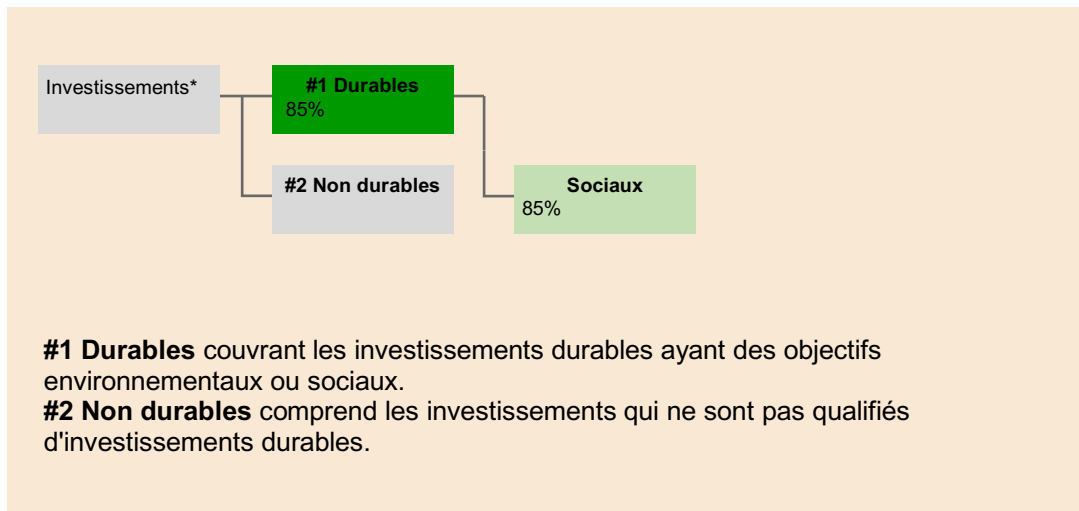 Investissements*
#1 Durables
85%
#2 Non durables
Sociaux
85%
#1 Durables couvrant les investissements durables ayant des objectifs
environnementaux ou sociaux.
#2 Non durables comprend les investissements qui ne sont pas qualifiés
d'investissements durables.